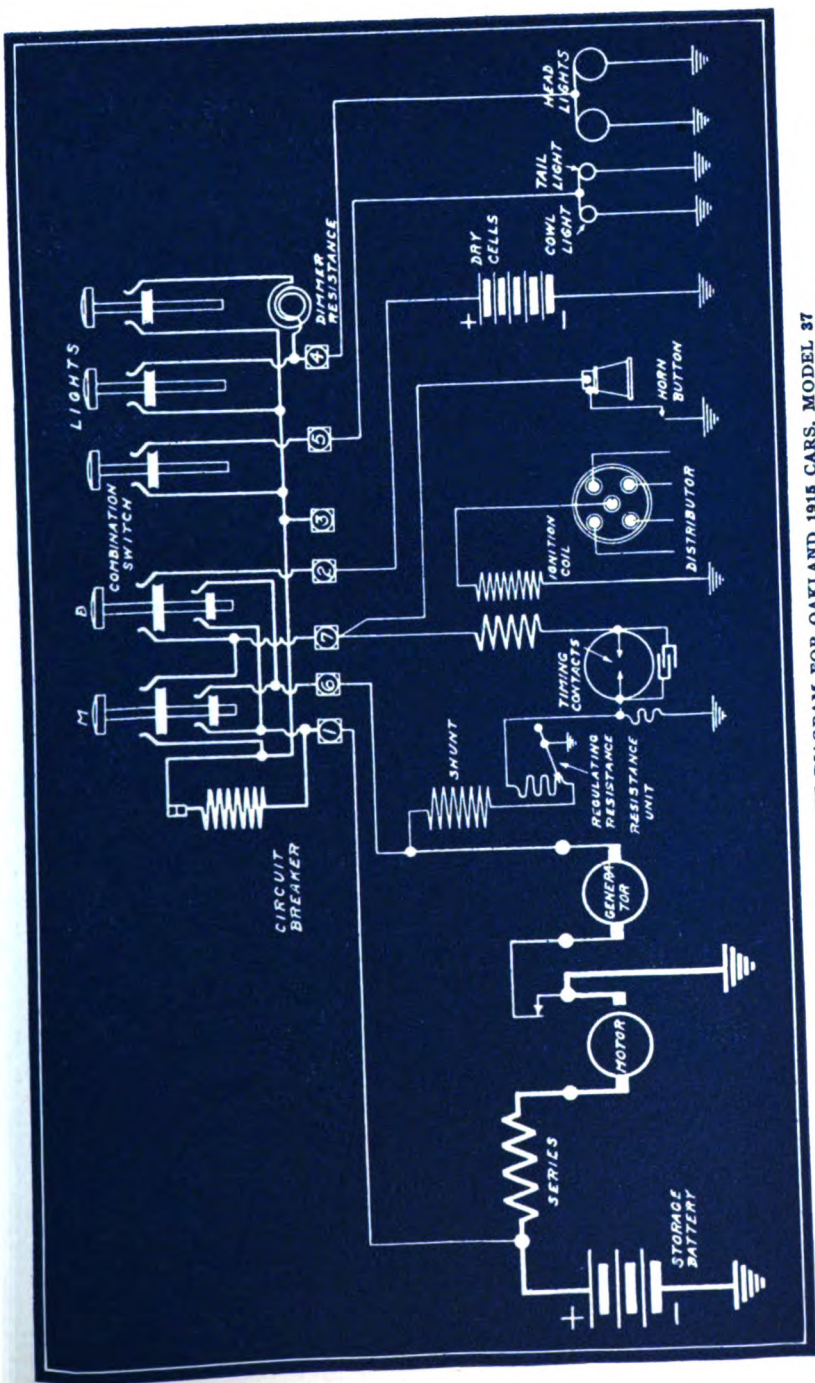 LIGHTS
M
B
COMBINATION
SWITCH
DIMMER
RESISTANCE
CIRCUIT
BREAKER
1
6
7
2
3
5
4
SHUNT
REGULATING
RESISTANCE
RESISTANCE
UNIT
TIMING
CONTACTS
IGNITION
COIL
DISTRIBUTOR
HORN
BUTTON
+
DRY
CELLS
-
COWL
LIGHT
TAIL
LIGHT
HEAD
LIGHTS
GENERA
TOR
MOTOR
SERIES
+
STORAGE
BATTERY
-
DIAGRAM FOR OAKLAND 1915 CARS, MODEL 37